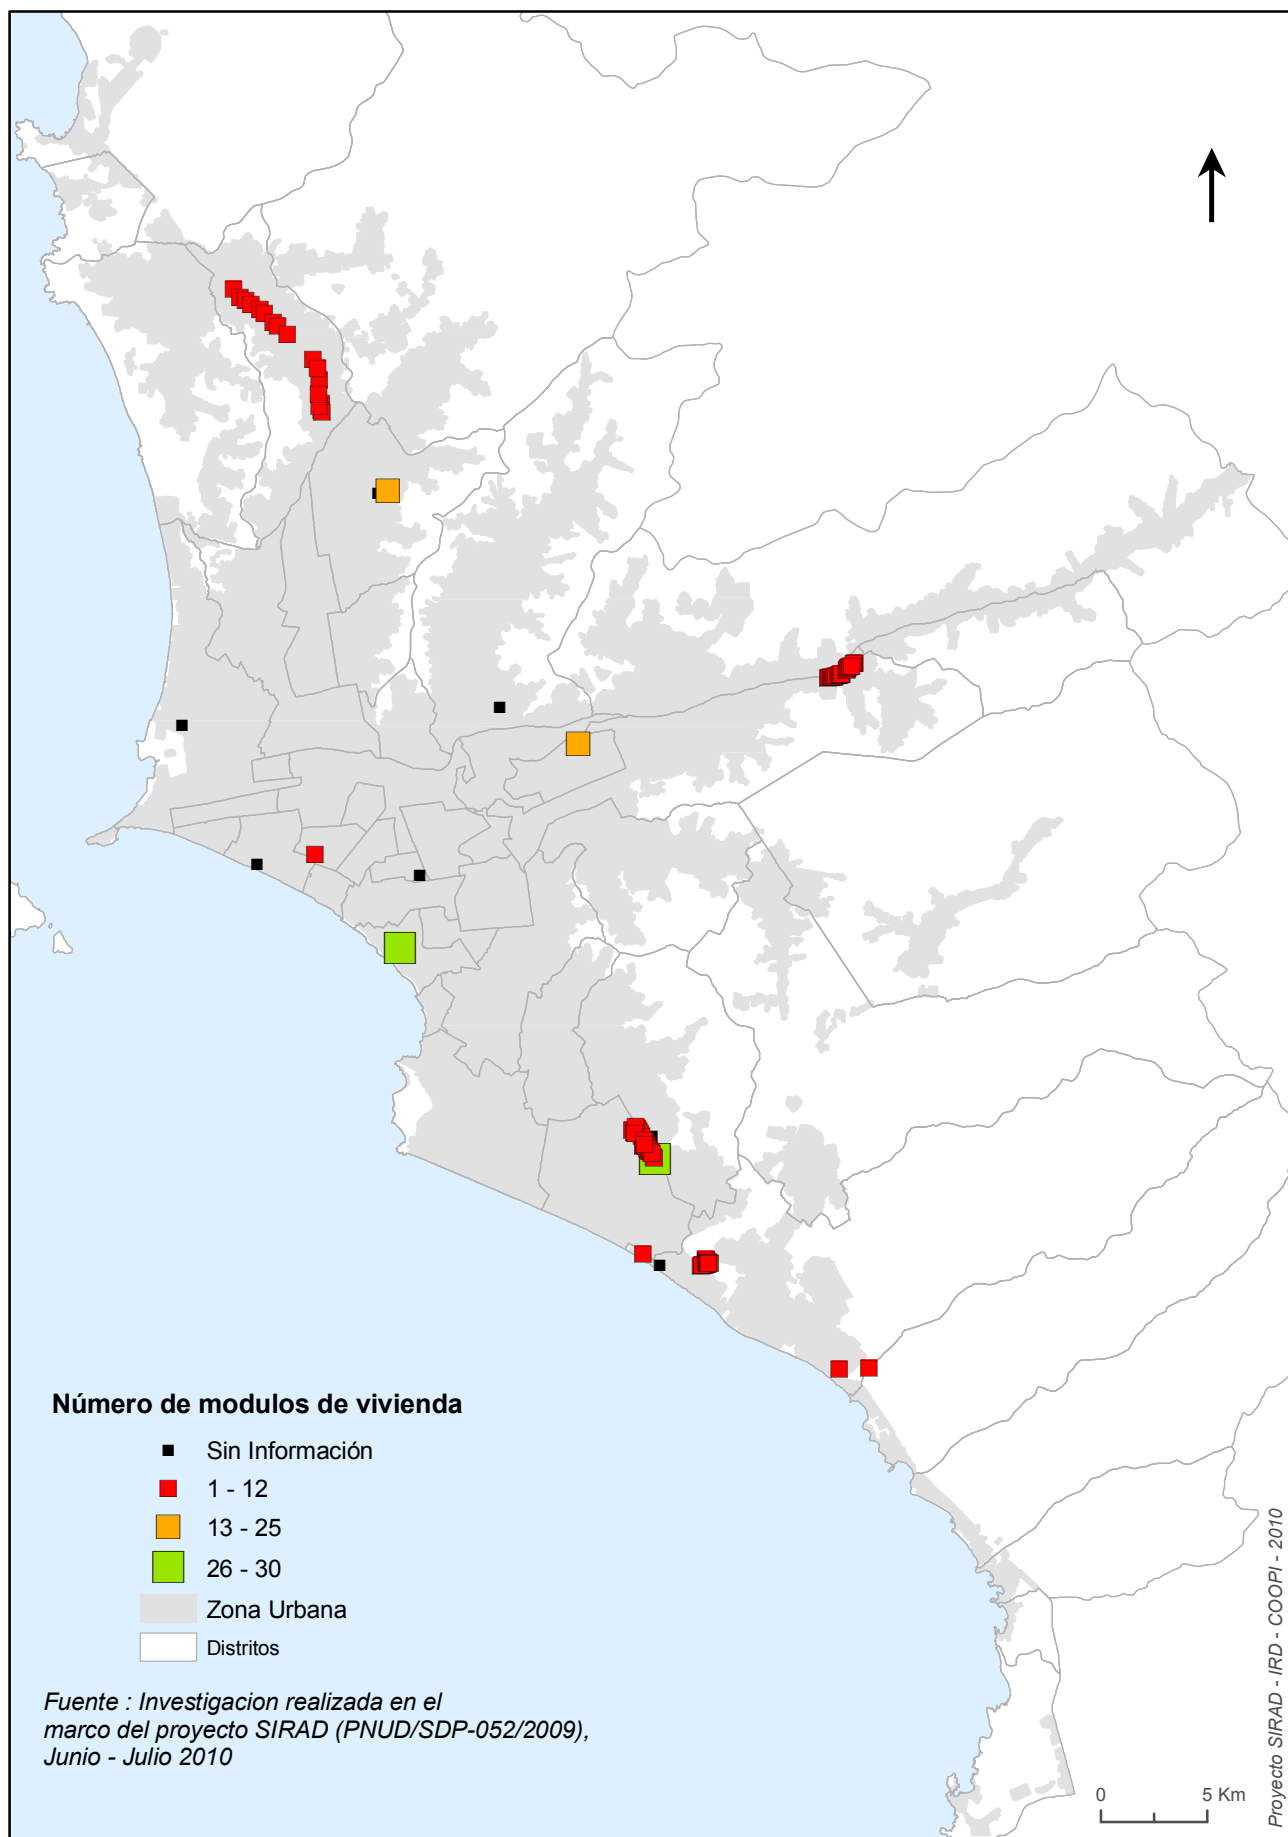 Número de modulos de vivienda
Sin Información
1 - 12
13 - 25
26 - 30
Zona Urbana
Distritos
Fuente : Investigacion realizada en el
marco del proyecto SIRAD (PNUD/SDP-052/2009),
Junio - Julio 2010
0 5 Km
Proyecto SIRAD - IRD - COOPI - 2010